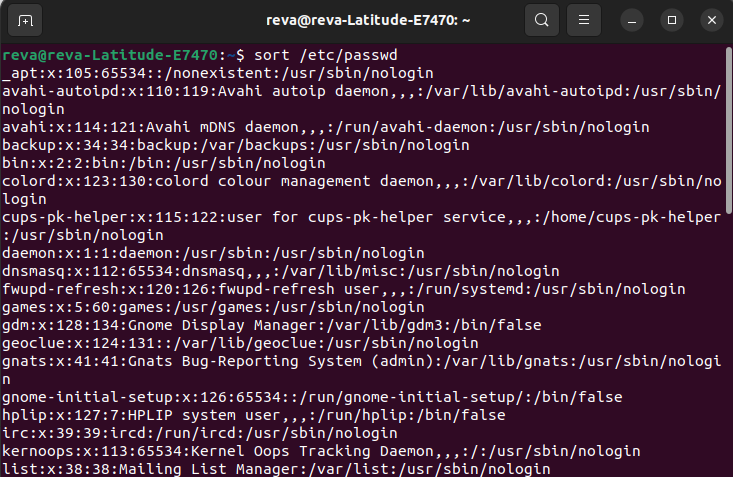 reva@reva-Latitude-E7470: ~
reva@reva-Latitude-E7470:~$ sort /etc/passwd
_apt:x:105:65534::/nonexistent:/usr/sbin/nologin
avahi-autoipd:x:110:119:Avahi autoip daemon,,,:/var/lib/avahi-autoipd:/usr/sbin/
nologin
avahi:x:114:121:Avahi mDNS daemon,,,:/run/avahi-daemon:/usr/sbin/nologin
backup:x:34:34:backup:/var/backups:/usr/sbin/nologin
bin:x:2:2:bin:/bin:/usr/sbin/nologin
colord:x:123:130:colord colour management daemon,,,:/var/lib/colord:/usr/sbin/no
login
cups-pk-helper:x:115:122:user for cups-pk-helper service,,,:/home/cups-pk-helper
:/usr/sbin/nologin
daemon:x:1:1:daemon:/usr/sbin:/usr/sbin/nologin
dnsmasq:x:112:65534:dnsmasq,,,:/var/lib/misc:/usr/sbin/nologin
fwupd-refresh:x:120:126:fwupd-refresh user,,,:/run/systemd:/usr/sbin/nologin
games:x:5:60:games:/usr/games:/usr/sbin/nologin
gdm:x:128:134:Gnome Display Manager:/var/lib/gdm3:/bin/false
geoclue:x:124:131::/var/lib/geoclue:/usr/sbin/nologin
gnats:x:41:41:Gnats Bug-Reporting System (admin):/var/lib/gnats:/usr/sbin/nologi
n
gnome-initial-setup:x:126:65534::/run/gnome-initial-setup/:/bin/false
hplip:x:127:7:HPLIP system user,,,:/run/hplip:/bin/false
irc:x:39:39:ircd:/run/ircd:/usr/sbin/nologin
kernoops:x:113:65534:Kernel Oops Tracking Daemon,,,:/:/usr/sbin/nologin
list:x:38:38:Mailing List Manager:/var/list:/usr/sbin/nologin